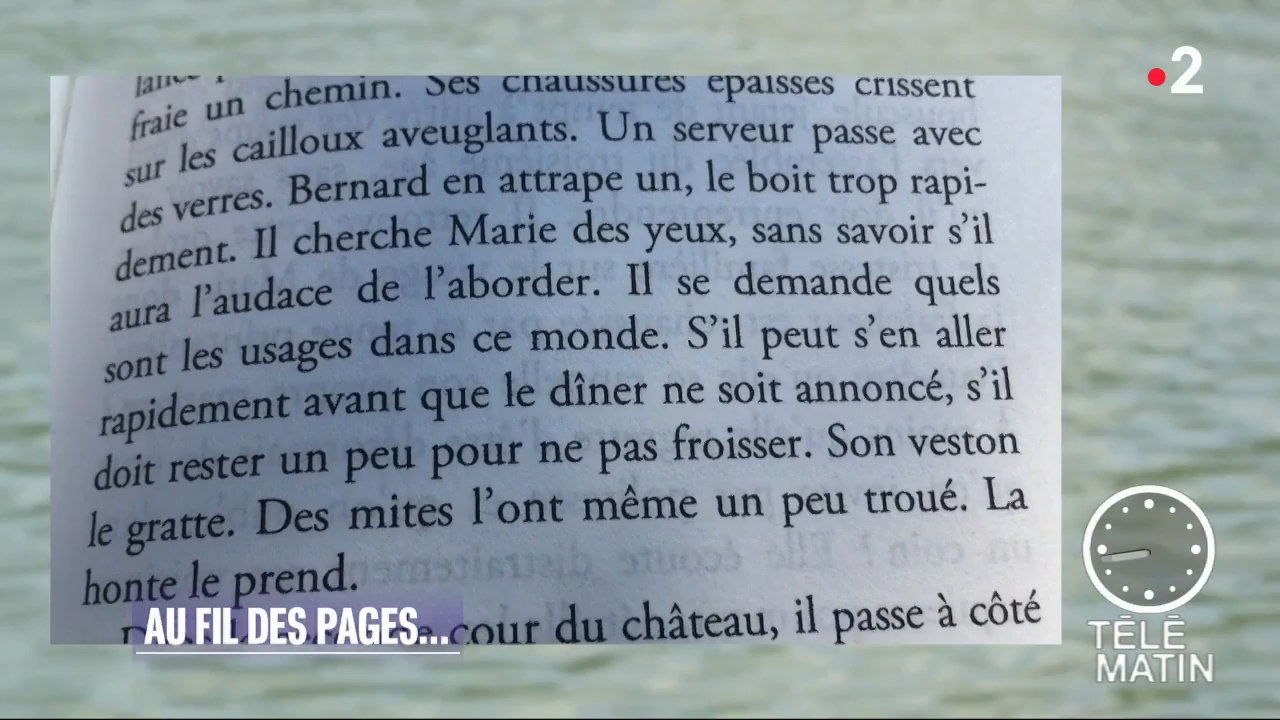 fraie un chemin. Ses chaussures épaisses crissent
sur les cailloux aveuglants. Un serveur passe avec
des verres. Bernard en attrape un, le boit trop rapi-
dement. Il cherche Marie des yeux, sans savoir s'il
aura l'audace de l'aborder. Il se demande quels
sont les usages dans ce monde. S'il peut s'en aller
rapidement avant que le dîner ne soit annoncé, s'il
doit rester un peu pour ne pas froisser. Son veston
le gratte. Des mites l'ont même un peu troué. La
honte le prend.
cour du château, il passe à côté
AU FIL DES PAGES...
2
TÉLÉ
MATIN